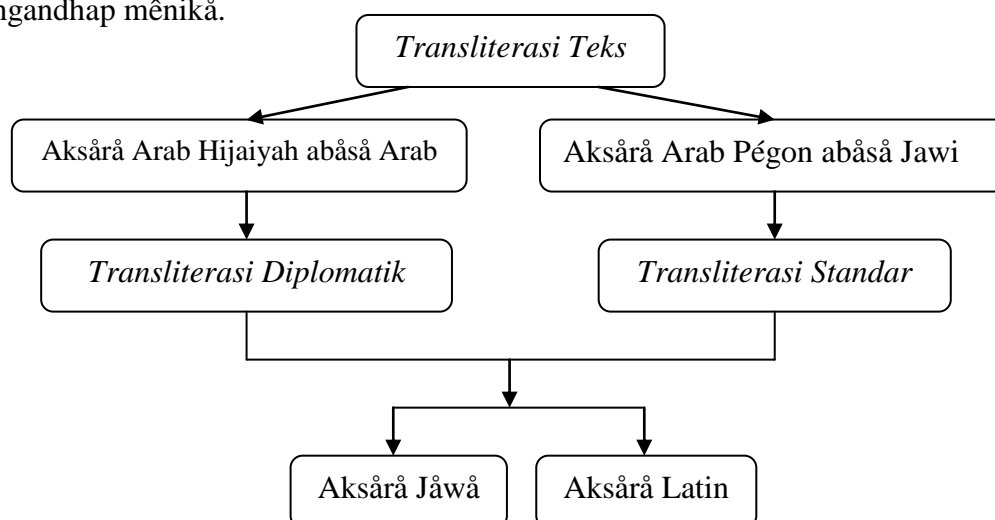 ngandhap mênikå.
Transliterasi Teks
Aksårå Arab Hijaiyah abåså Arab
Aksårå Arab Pégon abåså Jawi
Transliterasi Diplomatik
Transliterasi Standar
Aksårå Jåwå
Aksårå Latin